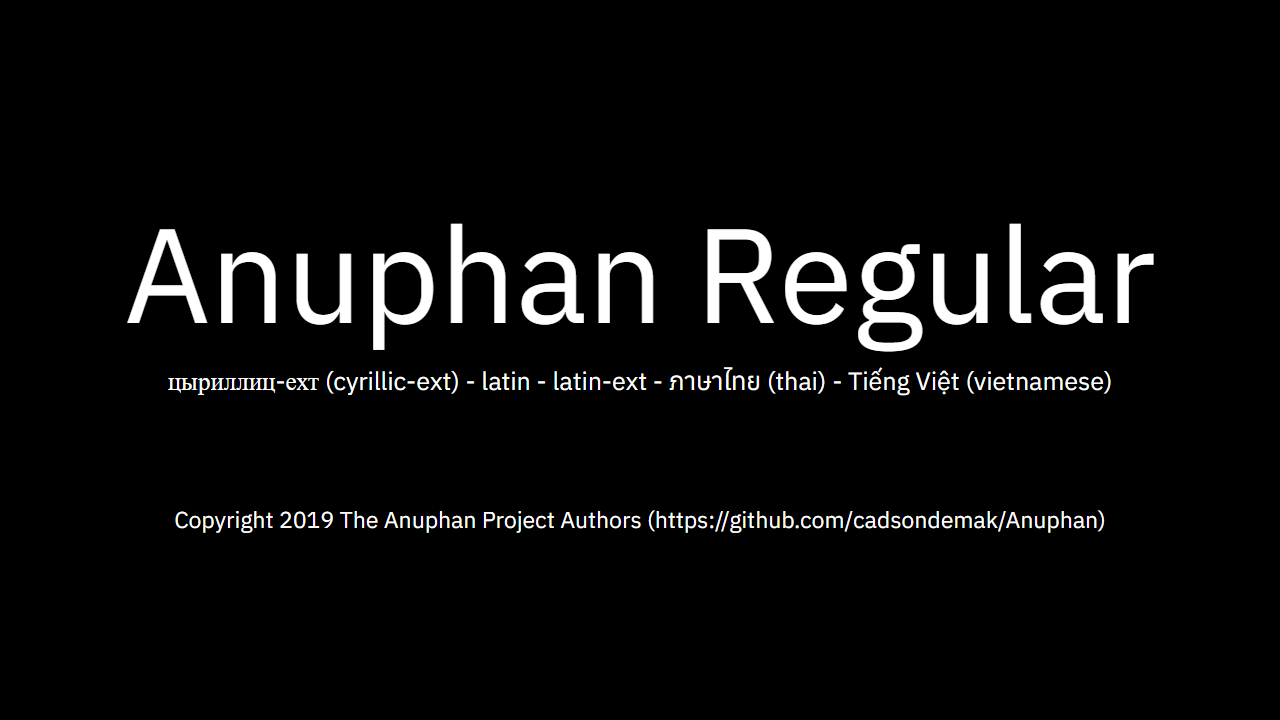 Anuphan Regular
цыриллиц-ехт (cyrillic-ext) - latin - latin-ext - ภาษาไทย (thai) - Tiếng Việt (vietnamese)
Copyright 2019 The Anuphan Project Authors (https://github.com/cadsondemak/Anuphan)